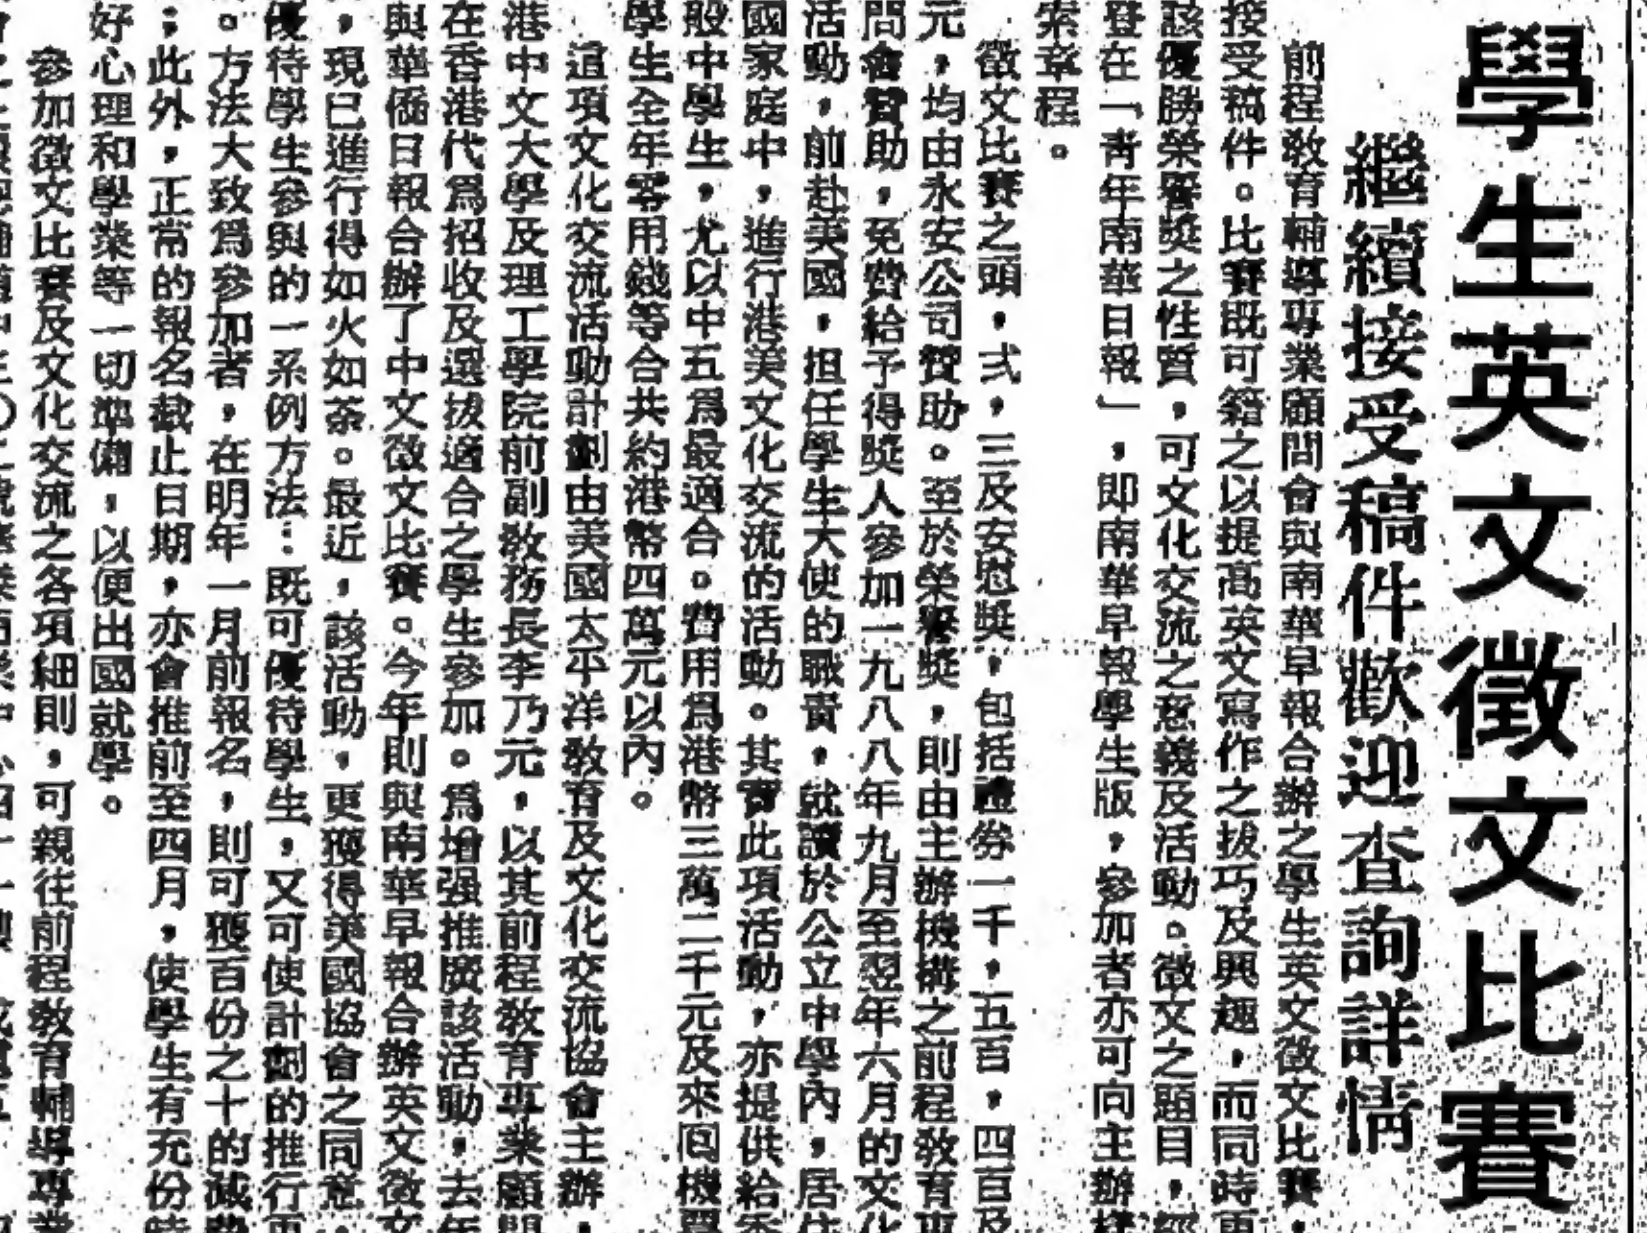 學生英文徵文比賽
繼續接受稿件歡迎查詢詳情
前程敎育輔導專業顧問會與南華早報合辦之學生英文徵文比賽，
接受稿件。比賽旣可籍之以提高英文寫作之拔巧及興趣，而同時更
該優勝榮譽獎之性質，可文化交流之意義及活動。徵文之題目，經
登在「靑年南華日報」，卽南華早報學生版，參加者亦可向主辦
索章程。
徵文比賽之頭，弍，三及安慰獎，包括禮券一千，五百，四百及
元，均由永安公司贊助。至於榮譽獎，則由主辦機構之前程敎育專
問會贊助，免費給予得獎人參加一九八八年九月至翌年六月的文化
活動，前赴美國，担任學生大使的職責，就讀於公立中學內，居住
國家庭中，進行港美文化交流的活動。其實此項活動，亦提供給香
般中學生，尤以中五爲最適合。費用爲港幣三萬二千元及來回機票
學生全年零用錢等合共約港幣四萬元以內。
這項文化交流活動計劃由美國太平洋敎育及文化交流協會主辦，
港中文大學及理工學院前副敎務長李乃元，以其前程敎育專業顧問
在香港代爲招收及選拔適合之學生參加。爲增强推廣該活動，去年
與華僑日報合辦了中文徵文比賽。今年則與南華早報合辦英文徵文
，現已進行得如火如荼。最近，該活動，更獲得美國協會之同意，
優待學生參與的一系例方法：旣可優待學生，又可使計劃的推行更
。方法大致爲參加者，在明年一月前報名，則可獲百份之十的減費
；此外，正常的報名截止日期，亦會推前至四月，使學生有充份時
好心理和學業等一切準備，以便出國就學。
參加徵文比賽及文化交流之各項細則，可親往前程敎育輔導專業